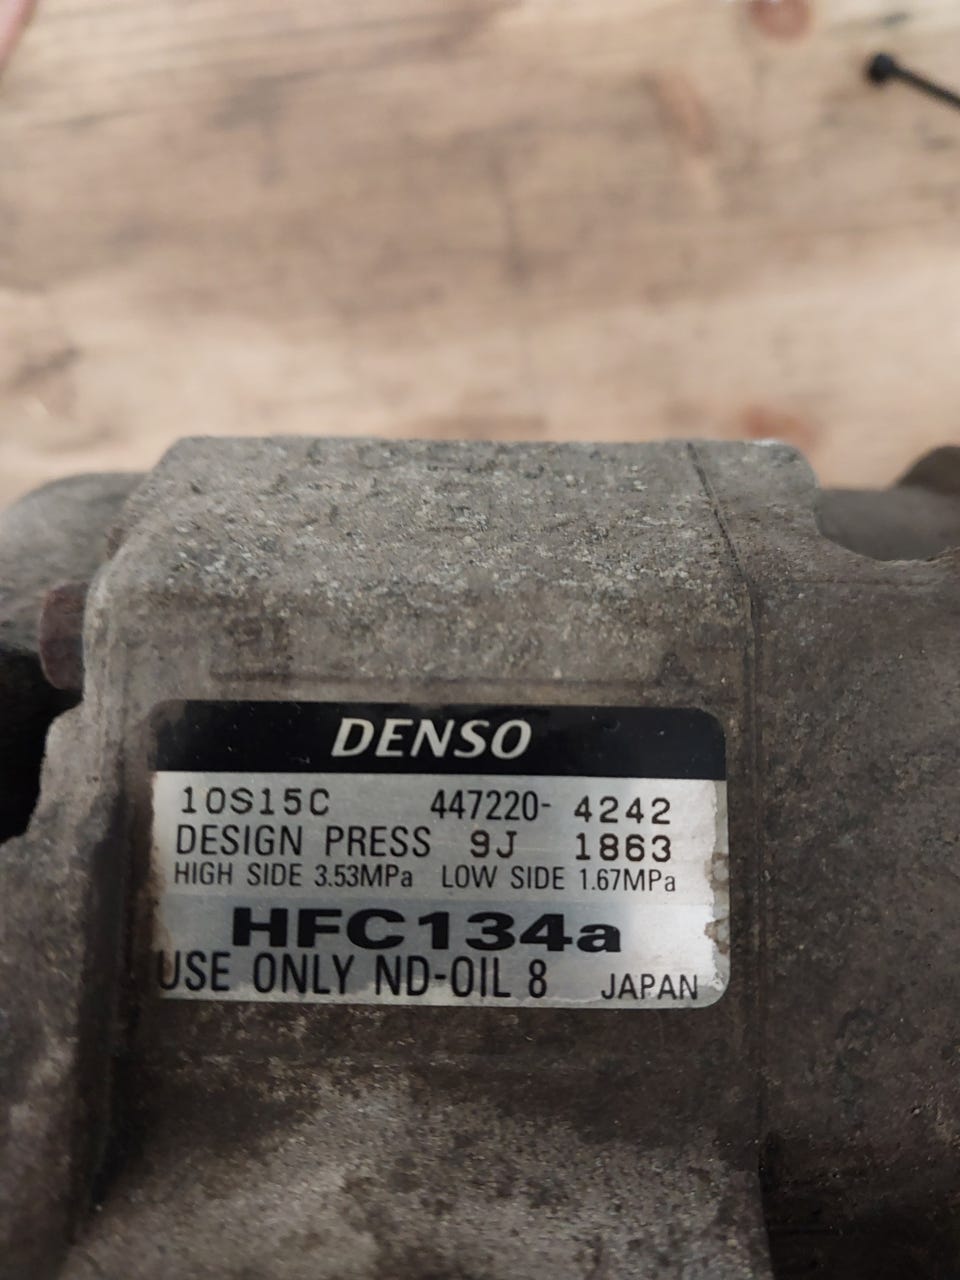 DENSO
10S15C 447220- 4242
DESIGN PRESS 9J 1863
HIGH SIDE 3.53MPa LOW SIDE 1.67MPa
HFC134a
USE ONLY ND-OIL 8 JAPAN